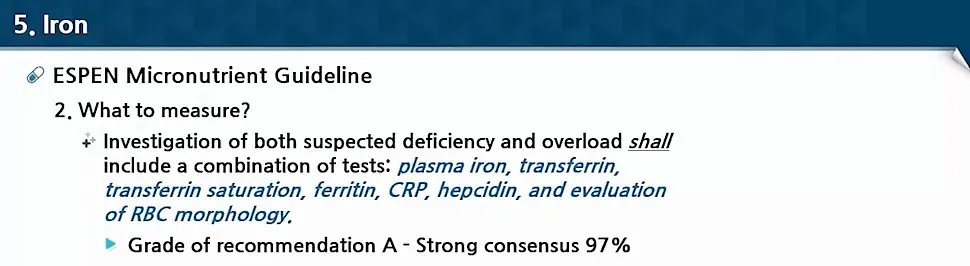 5. Iron
ESPEN Micronutrient Guideline
2. What to measure?
Investigation of both suspected deficiency and overload shall
include a combination of tests: plasma iron, transferrin,
transferrin saturation, ferritin, CRP, hepcidin, and evaluation
of RBC morphology.
Grade of recommendation A - Strong consensus 97%